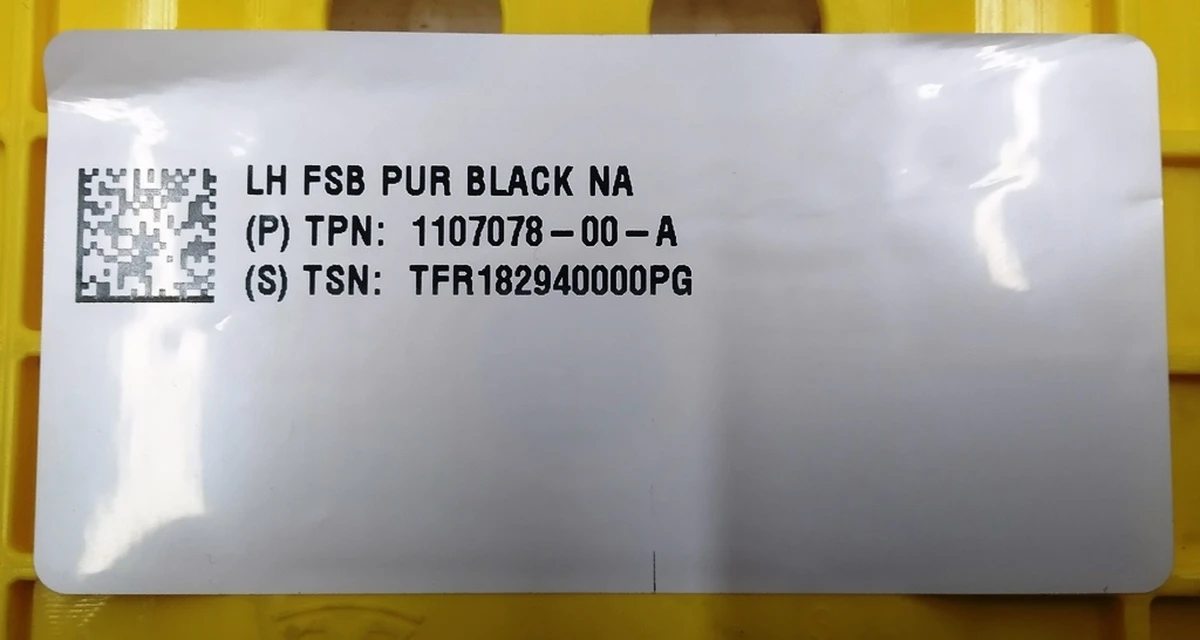 LH FSB PUR BLACK NA
(P) TPN: 1107078-00-A
(S) TSN: TFR182940000PG